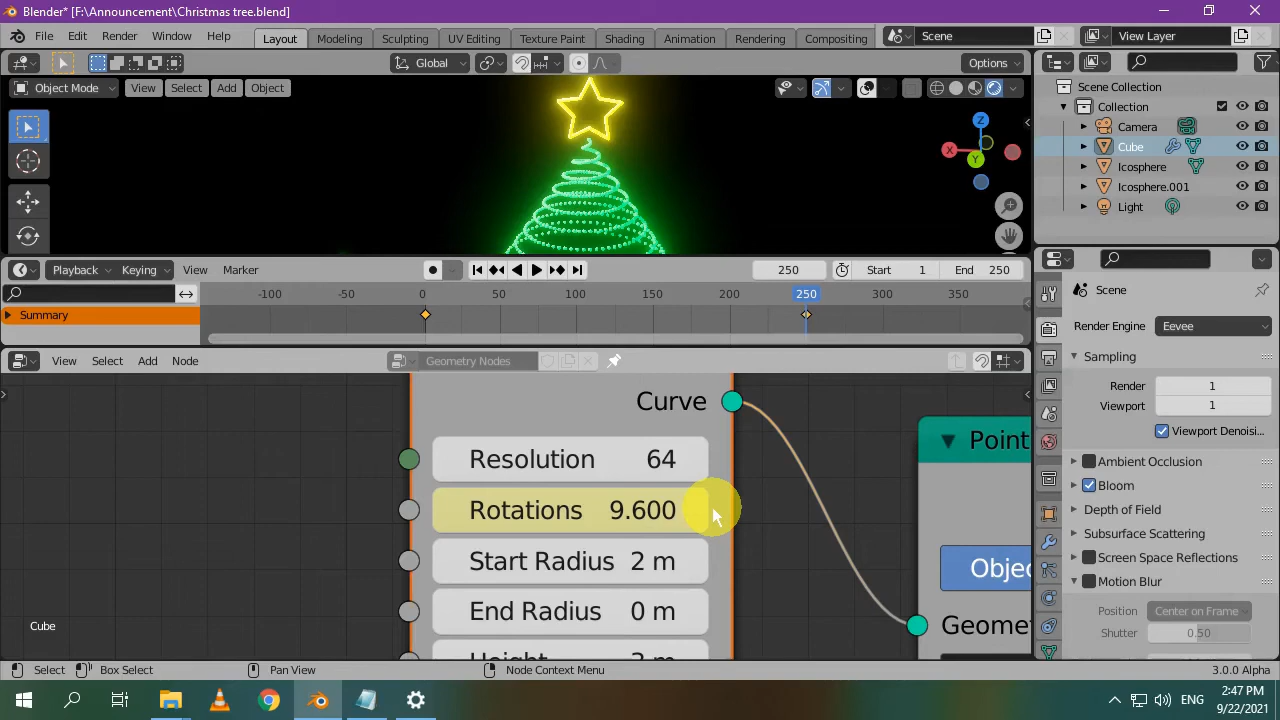 Blender* [F:\Announcement\Christmas tree.blend]
File Edit Render Window Help Layout Modeling Sculpting UV Editing Texture Paint Shading Animation Rendering Compositing Scene View Layer
Global Options
Object Mode View Select Add Object
Z
X
Y
Scene Collection
Collection
Camera
Cube
Icosphere
Icosphere.001
Light
Playback Keying View Marker 250 Start 1 End 250
-100 -50 0 50 100 150 200 250 300 350
Summary
View Select Add Node Geometry Nodes
Curve
Resolution 64
Rotations 9.600
Start Radius 2 m
End Radius 0 m
Point
Objec
Geome
Cube
Scene
Render Engine Eevee
Sampling
Render 1
Viewport 1
Viewport Denoisi...
Ambient Occlusion
Bloom
Depth of Field
Subsurface Scattering
Screen Space Reflections
Motion Blur
Position Center on Frame
Shutter 0.50
Select Box Select Pan View Node Context Menu 3.0.0 Alpha
ENG
2:47 PM
9/22/2021